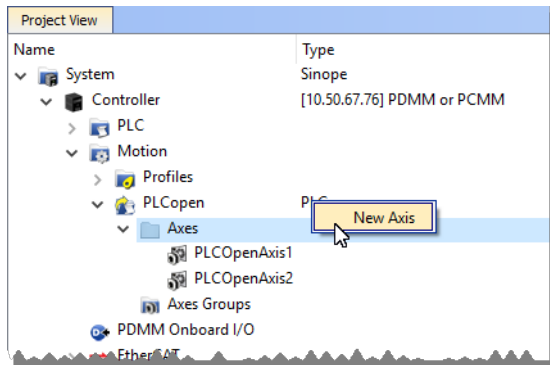 Project View
Name Type
System Sinope
Controller [10.50.67.76] PDMM or PCMM
PLC
Motion
Profiles
PLCopen
New Axis
Axes
PLCOpenAxis1
PLCOpenAxis2
Axes Groups
PDMM Onboard I/O
EtherCAT